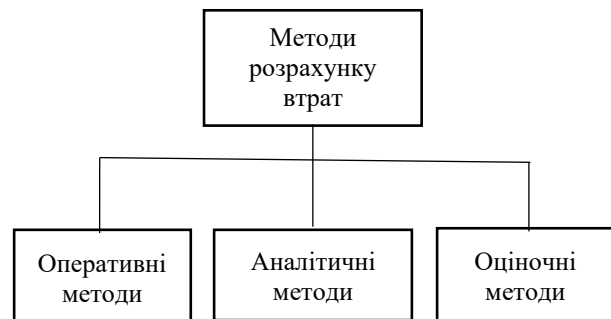 Методи
розрахунку
втрат
Оперативні
методи
Аналітичні
методи
Оціночні
методи